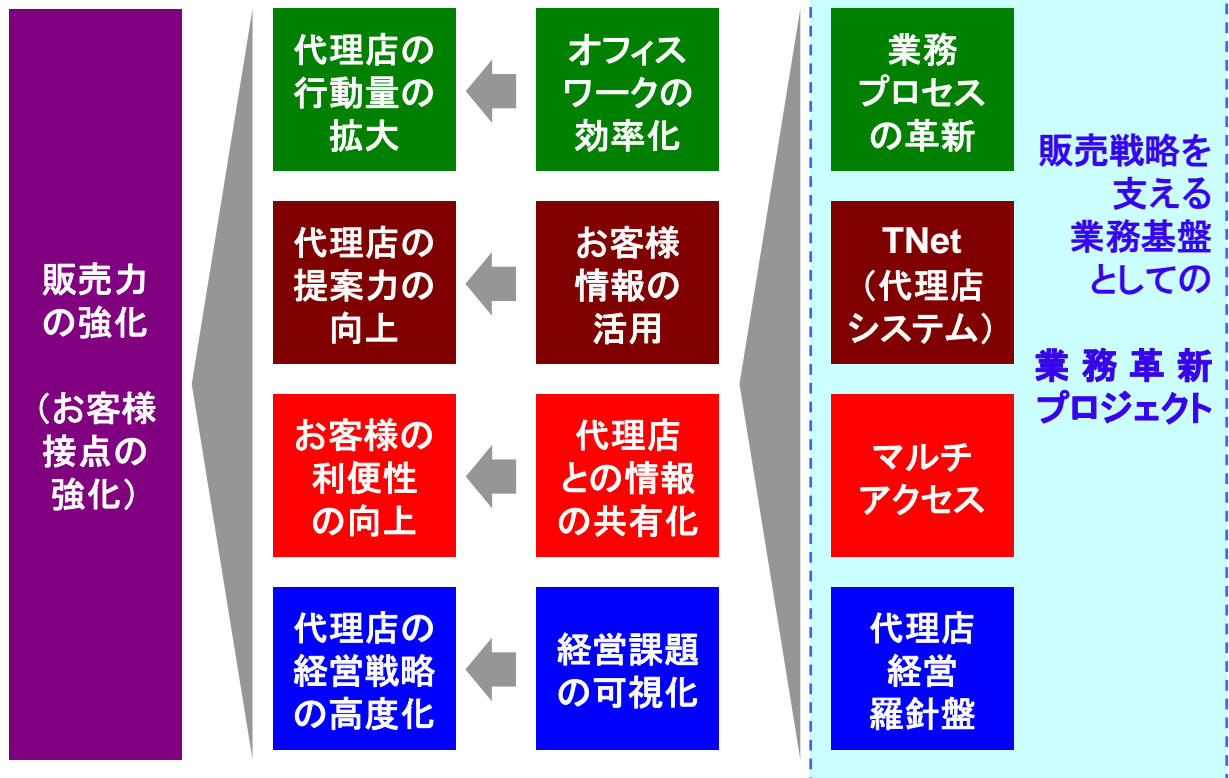 販売力
の強化
（お客様
接点の
強化）
代理店の
行動量の
拡大
オフィス
ワークの
効率化
業務
プロセス
の革新
代理店の
提案力の
向上
お客様
情報の
活用
TNet
（代理店
システム）
お客様の
利便性
の向上
代理店
との情報
の共有化
マルチ
アクセス
代理店の
経営戦略
の高度化
経営課題
の可視化
代理店
経営
羅針盤
販売戦略を
支える
業務基盤
としての
業務革新
プロジェクト